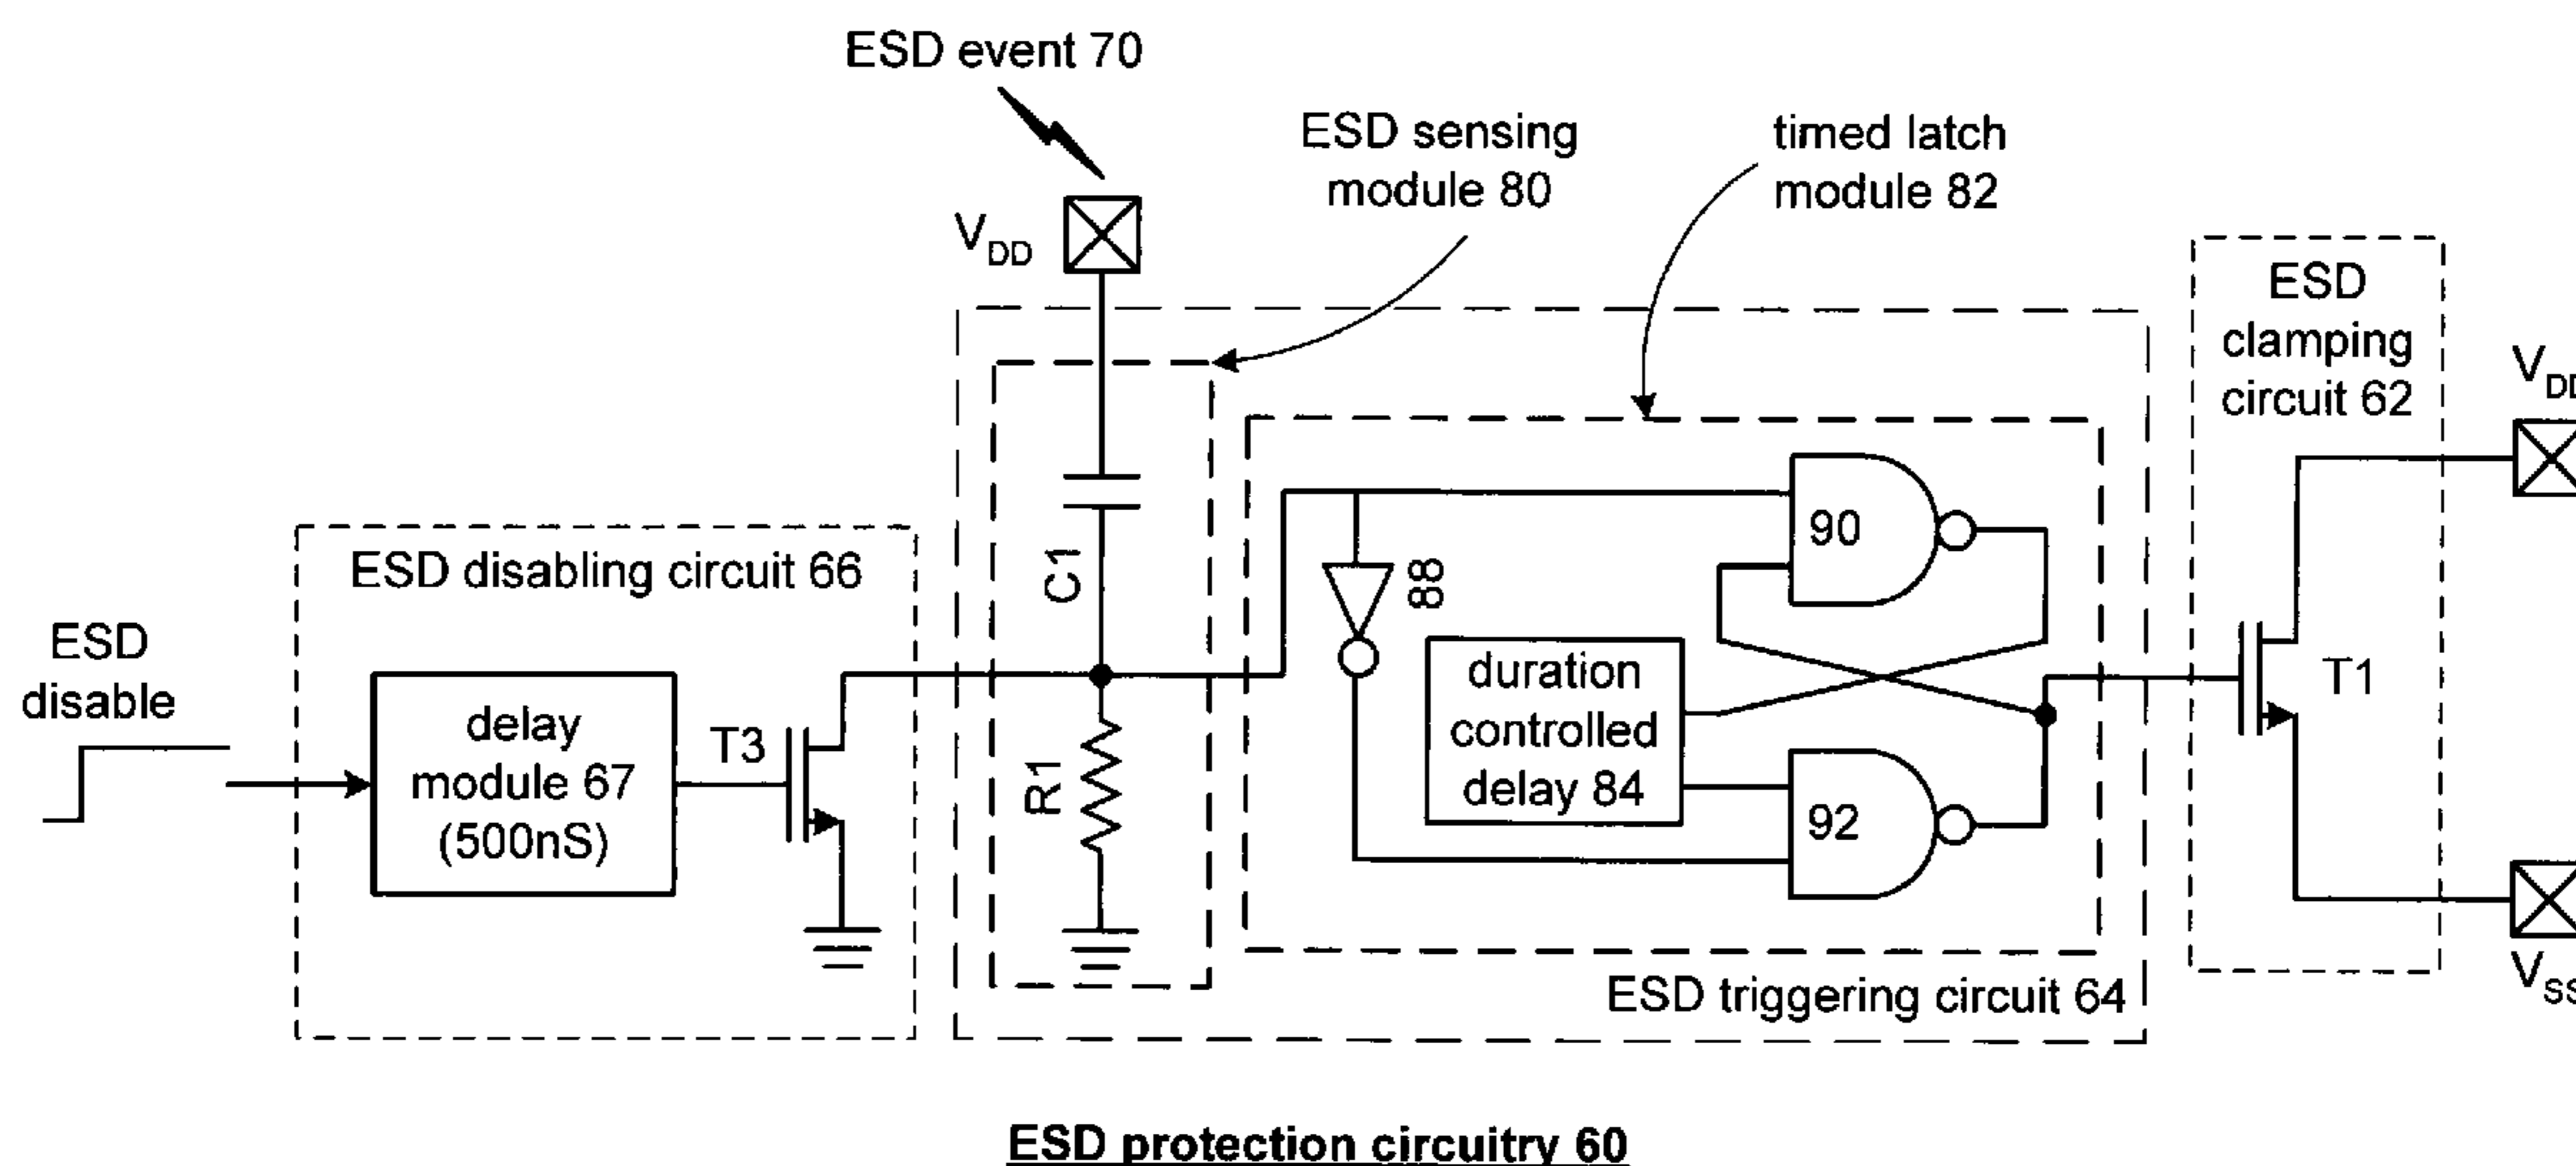 ESD event 70
ESD sensing
module 80
timed latch
module 82
VDD
ESD
clamping
circuit 62
VDD
ESD disabling circuit 66
C1
88
90
ESD
disable
delay
module 67
(500nS)
T3
R1
duration
controlled
delay 84
92
T1
ESD triggering circuit 64
VSS
ESD protection circuitry 60